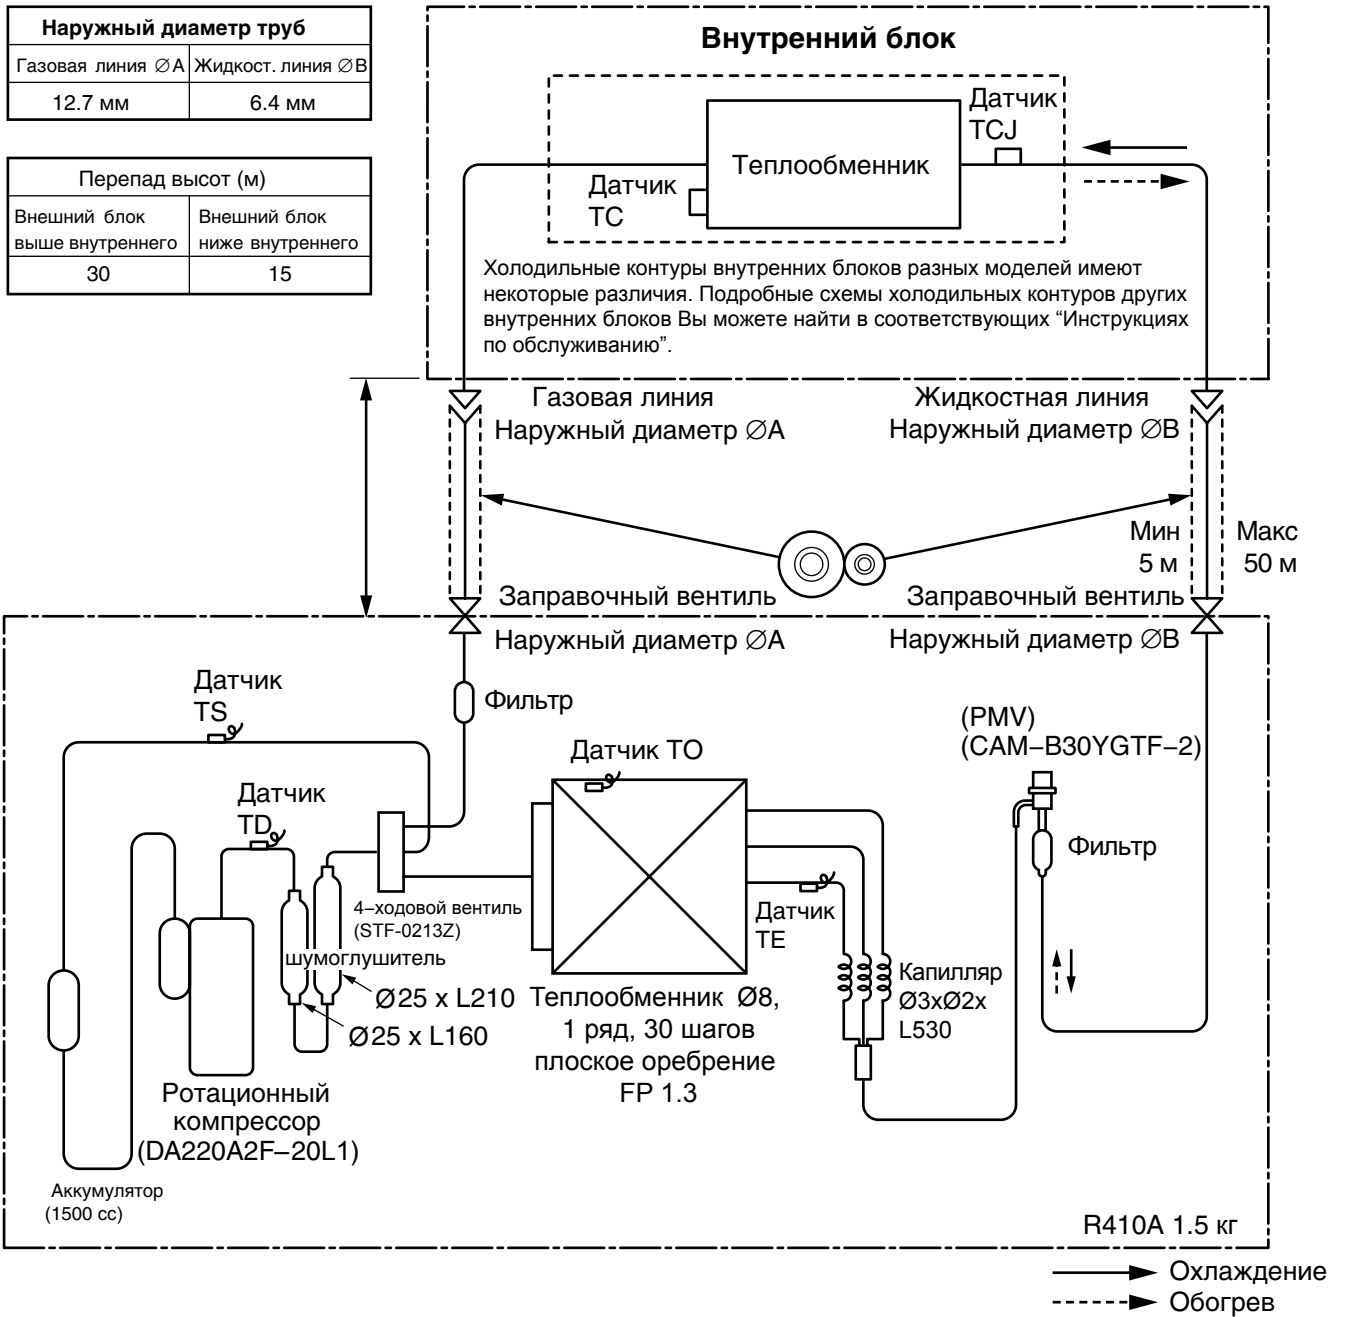 Наружный диаметр труб
Газовая линия ∅A Жидкост. линия ∅B
12.7 мм 6.4 мм
Перепад высот (м)
Внешний блок выше внутреннего
Внешний блок ниже внутреннего
30 15
Внутренний блок
Датчик
TCJ
Теплообменник
Датчик
TC
Холодильные контуры внутренних блоков разных моделей имеют
некоторые различия. Подробные схемы холодильных контуров других
внутренних блоков Вы можете найти в соответствующих “Инструкциях
по обслуживанию”.
Газовая линия
Наружный диаметр ∅A
Жидкостная линия
Наружный диаметр ∅B
Мин
5 м
Макс
50 м
Заправочный вентиль
Наружный диаметр ∅A
Заправочный вентиль
Наружный диаметр ∅B
Датчик
TS
Фильтр
(PMV)
(CAM–B30YGTF–2)
Датчик TO
Датчик
TD
Фильтр
4–ходовой вентиль
(STF-0213Z)
Датчик
TE
шумоглушитель
Ø25 x L210
Ø25 x L160
Теплообменник Ø8,
1 ряд, 30 шагов
плоское оребрение
FP 1.3
Капилляр
Ø3xØ2x
L530
Ротационный
компрессор
(DA220A2F–20L1)
Аккумулятор
(1500 cc)
R410A 1.5 кг
Охлаждение
Обогрев